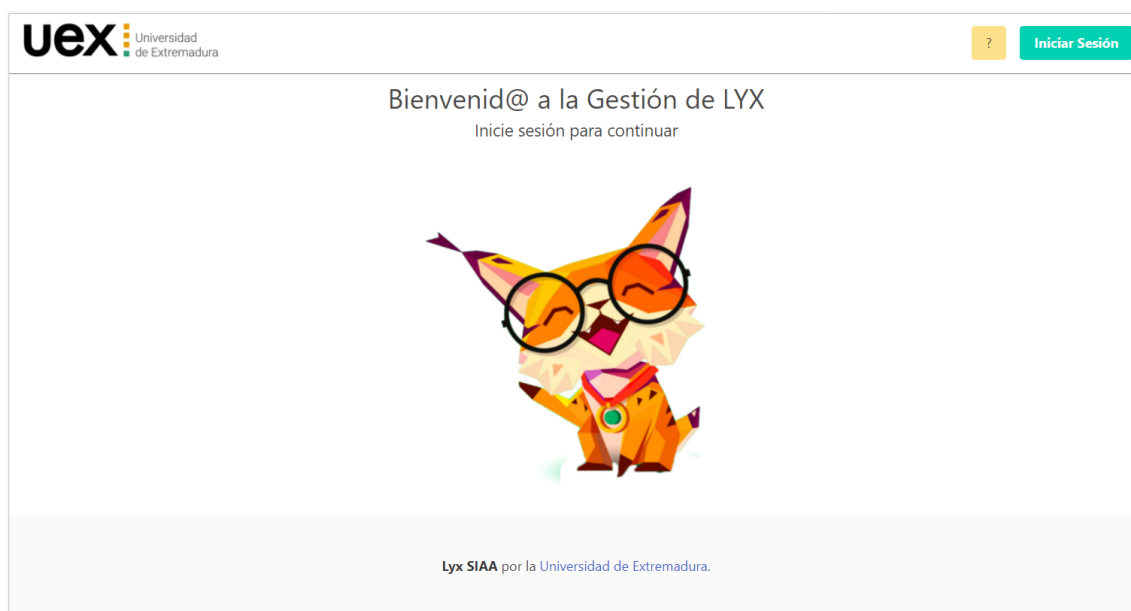 uex Universidad
de Extremadura
?
Iniciar Sesión
Bienvenid@ a la Gestión de LYX
Inicie sesión para continuar
Lyx SIAA por la Universidad de Extremadura.